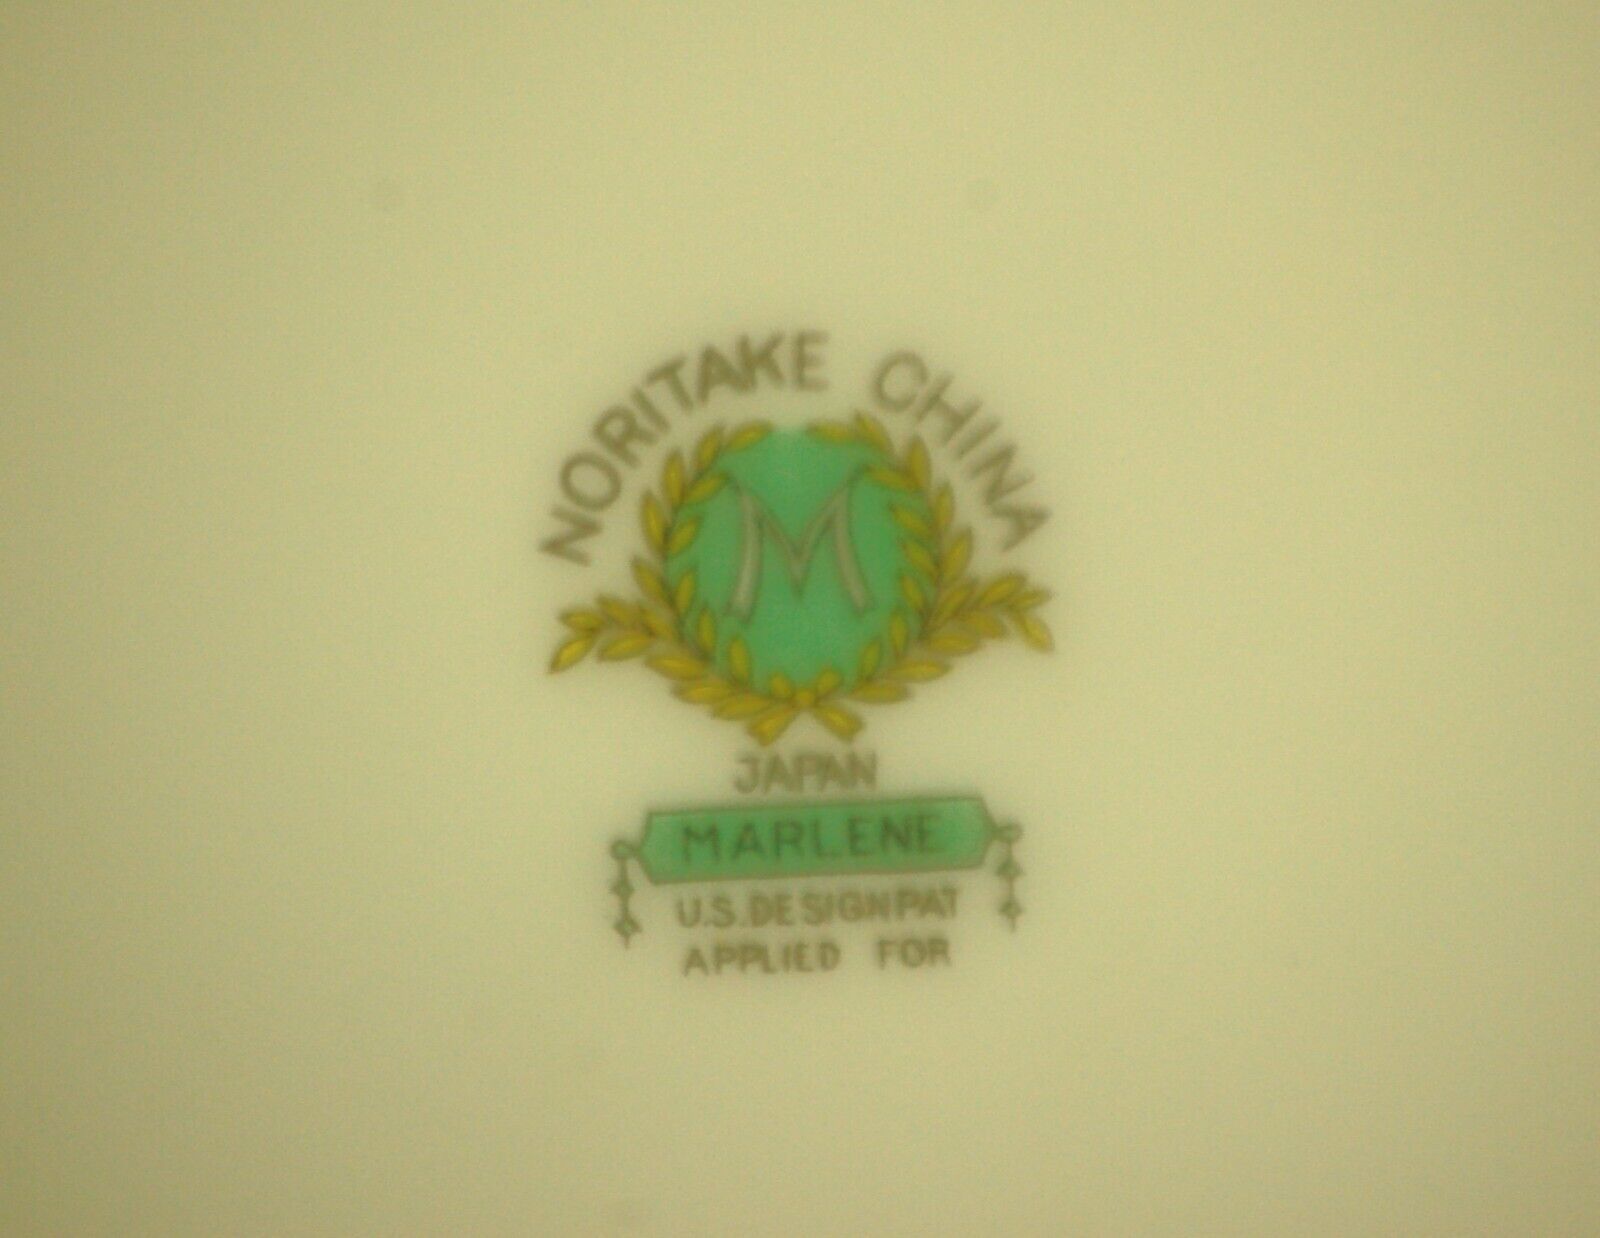 NORITAKE CHINA
M
JAPAN
MARLENE
U.S. DESIGN PAT
APPLIED FOR